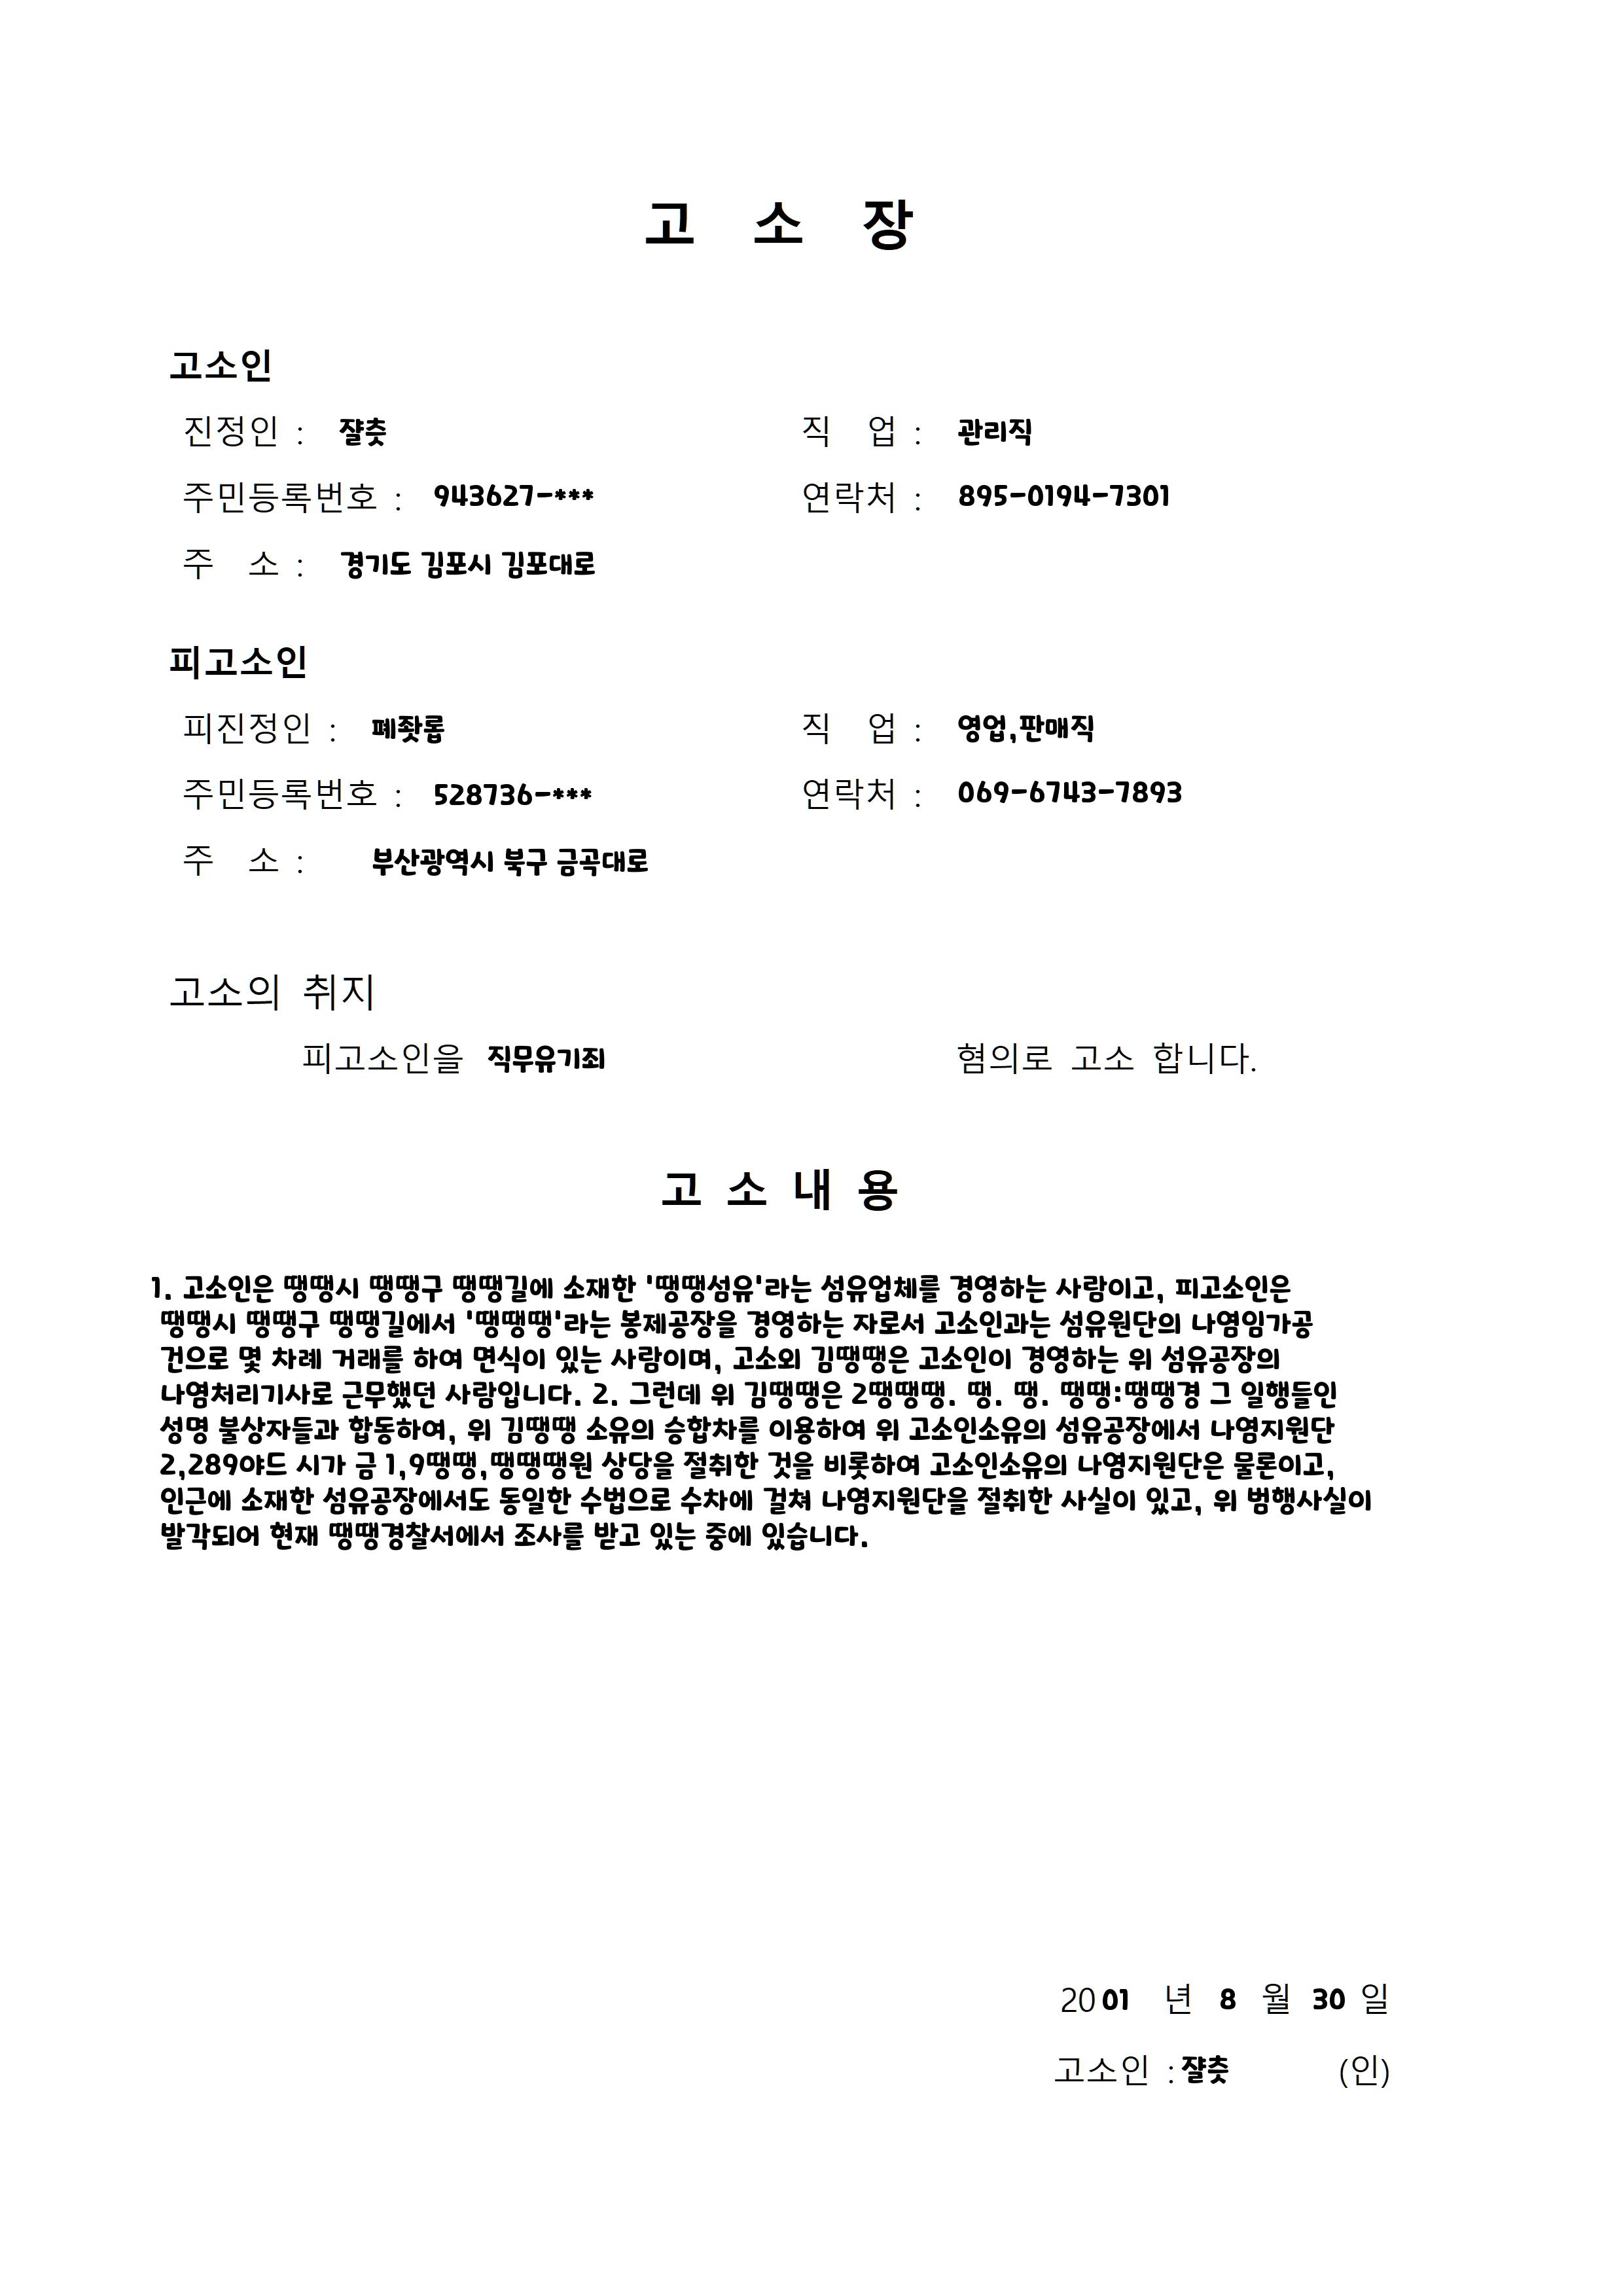 고 소 장
고소인
진정인 : 쟐츳 직 업 : 관리직
주민등록번호 : 943627-*** 연락처 : 895-0194-7301
주 소 : 경기도 김포시 김포대로
피고소인
피진정인 : 폐좟롭 직 업 : 영업,판매직
주민등록번호 : 528736-*** 연락처 : 069-6743-7893
주 소 : 부산광역시 북구 금곡대로
고소의 취지
피고소인을 직무유기죄 혐의로 고소 합니다.
고 소 내 용
1. 고소인은 땡땡시 땡땡구 땡땡길에 소재한 '땡땡섬유'라는 섬유업체를 경영하는 사람이고, 피고소인은
땡땡시 땡땡구 땡땡길에서 '땡땡땡'라는 봉제공장을 경영하는 자로서 고소인과는 섬유원단의 나염임가공
건으로 몇 차례 거래를 하여 면식이 있는 사람이며, 고소외 김땡땡은 고소인이 경영하는 위 섬유공장의
나염처리기사로 근무했던 사람입니다. 2. 그런데 위 김땡땡은 2땡땡땡. 땡. 땡. 땡땡:땡땡경 그 일행들인
성명 불상자들과 합동하여, 위 김땡땡 소유의 승합차를 이용하여 위 고소인소유의 섬유공장에서 나염지원단
2,289야드 시가 금 1,9땡땡,땡땡땡원 상당을 절취한 것을 비롯하여 고소인소유의 나염지원단은 물론이고,
인근에 소재한 섬유공장에서도 동일한 수법으로 수차에 걸쳐 나염지원단을 절취한 사실이 있고, 위 범행사실이
발각되어 현재 땡땡경찰서에서 조사를 받고 있는 중에 있습니다.
2001 년 8 월 30 일
고소인 : 쟐츳 (인)